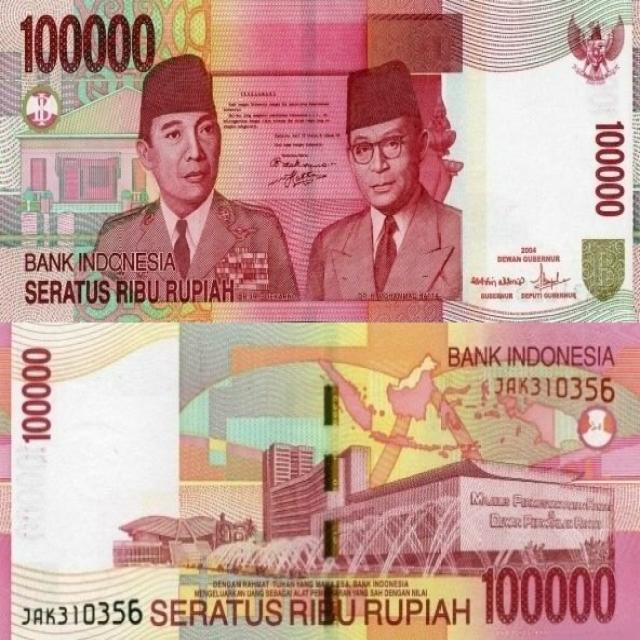 100000
PROKLAMASI
100000
2004
DEWAN GUBERNUR
GUBERNUR DEPUTI GUBERNUR
BANK INDONESIA
SERATUS RIBU RUPIAH
100000
BANK INDONESIA
JAK310356
DENGAN RAHMAT TUHAN YANG MAHA ESA, BANK INDONESIA
MENGELUARKAN UANG SEBAGAI ALAT PEMBAYARAN YANG SAH DENGAN NILAI
JAK310356 SERATUS RIBU RUPIAH 100000